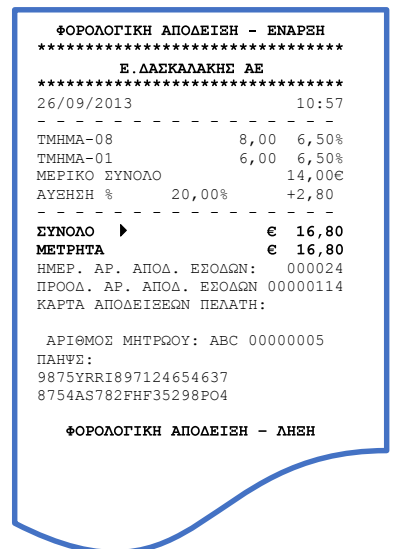 ΦΟΡΟΛΟΓΙΚΗ ΑΠΟΔΕΙΞΗ – ΕΝΑΡΞΗ
********************************
Ε.ΔΑΣΚΑΛΑΚΗΣ ΑΕ
********************************
26/09/2013 10:57
- - - - - - - - - - - - - - - -
ΤΜΗΜΑ-08 8,00 6,50%
ΤΜΗΜΑ-01 6,00 6,50%
ΜΕΡΙΚΟ ΣΥΝΟΛΟ 14,00€
ΑΥΞΗΣΗ % 20,00% +2,80
- - - - - - - - - - - - - - - -
ΣΥΝΟΛΟ € 16,80
ΜΕΤΡΗΤΑ € 16,80
ΗΜΕΡ. ΑΡ. ΑΠΟΔ. ΕΣΟΔΩΝ: 000024
ΠΡΟΟΔ. ΑΡ. ΑΠΟΔ. ΕΣΟΔΩΝ 00000114
ΚΑΡΤΑ ΑΠΟΔΕΙΞΕΩΝ ΠΕΛΑΤΗ:
ΑΡΙΘΜΟΣ ΜΗΤΡΩΟΥ: ABC 00000005
ΠΑΗΨΣ:
9875YRRI897124654637
8754AS782FHF35298PO4
ΦΟΡΟΛΟΓΙΚΗ ΑΠΟΔΕΙΞΗ – ΛΗΞΗ